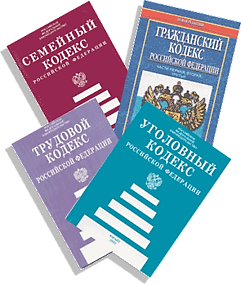 СЕМЕЙНЫЙ
КОДЕКС
РОССИЙСКОЙ ФЕДЕРАЦИИ
ГРАЖДАНСКИЙ
КОДЕКС
РОССИЙСКОЙ ФЕДЕРАЦИИ
ТРУДОВОЙ
КОДЕКС
РОССИЙСКОЙ ФЕДЕРАЦИИ
УГОЛОВНЫЙ
КОДЕКС
РОССИЙСКОЙ ФЕДЕРАЦИИ